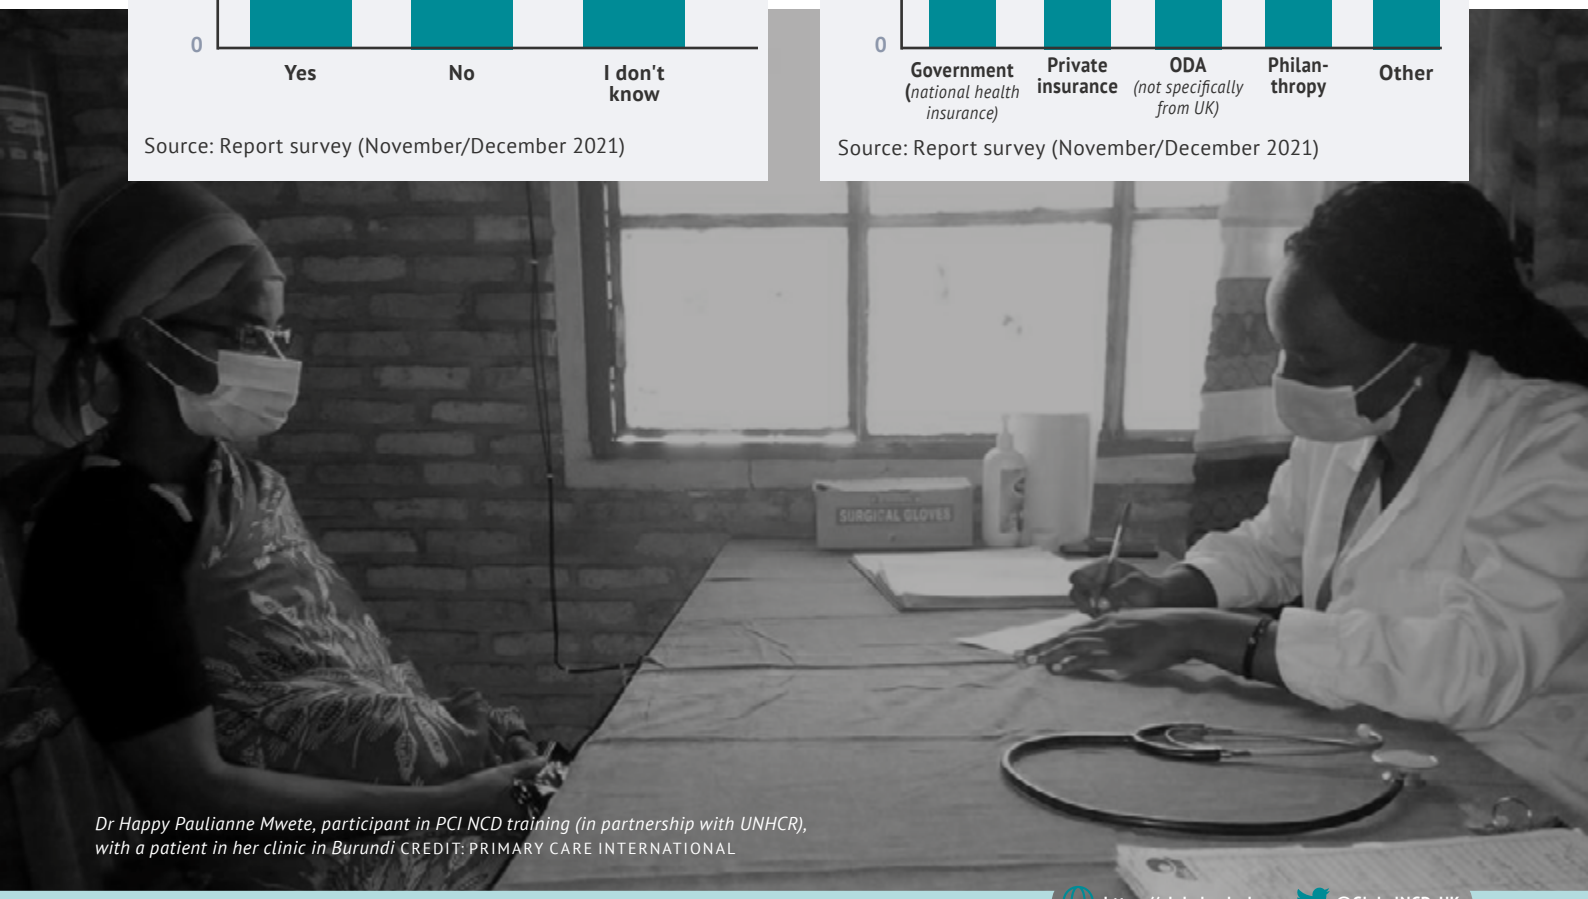 0
Yes
No
I don't
know
Source: Report survey (November/December 2021)
0
Government
(national health
insurance)
Private
insurance
ODA
(not specifically
from UK)
Philan-
thropy
Other
Source: Report survey (November/December 2021)
SURGICAL GLOVES
Dr Happy Paulianne Mwete, participant in PCI NCD training (in partnership with UNHCR),
with a patient in her clinic in Burundi CREDIT: PRIMARY CARE INTERNATIONAL